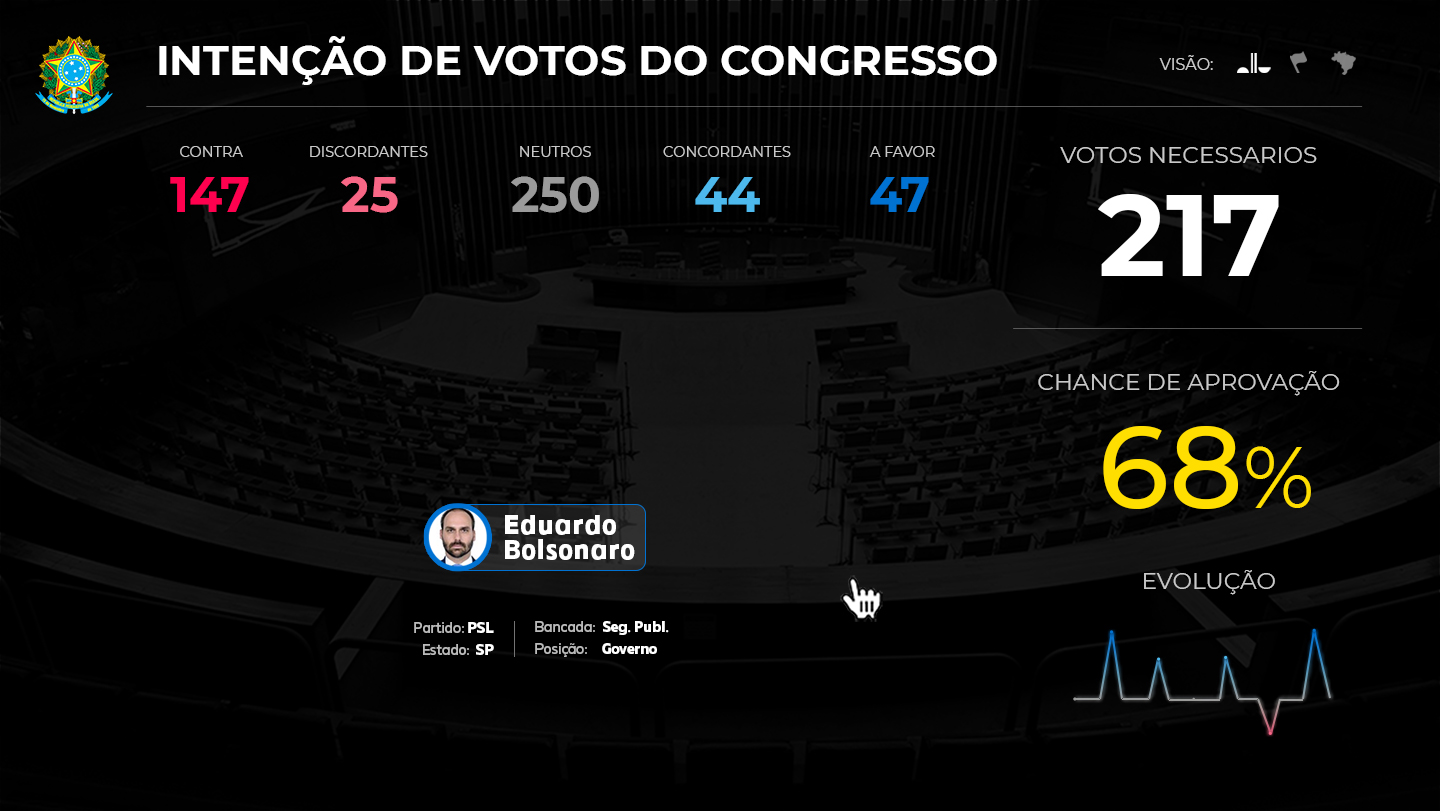 INTENÇÃO DE VOTOS DO CONGRESSO
VISÃO:
CONTRA
147
DISCORDANTES
25
NEUTROS
250
CONCORDANTES
44
A FAVOR
47
VOTOS NECESSARIOS
217
CHANCE DE APROVAÇÃO
68%
Eduardo
Bolsonaro
Partido: PSL
Estado: SP
Bancada: Seg. Publ.
Posição: Governo
EVOLUÇÃO